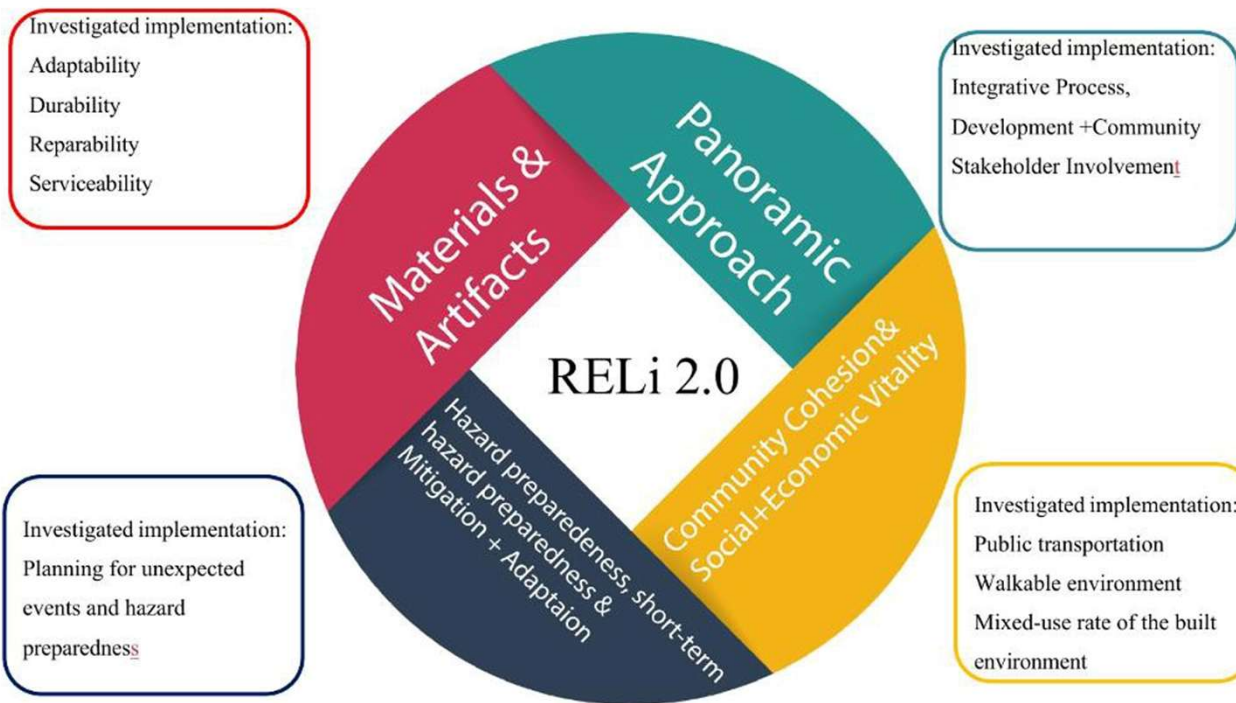 Investigated implementation:
Adaptability
Durability
Reparability
Serviceability
Investigated implementation:
Integrative Process,
Development +Community
Stakeholder Involvement
Materials &
Artifacts
Panoramic
Approach
RELi 2.0
Hazard preparedeness, short-term
hazard preparedness &
Mitigation + Adaptaion
Community Cohesion&
Social+Economic Vitality
Investigated implementation:
Planning for unexpected
events and hazard
preparedness
Investigated implementation:
Public transportation
Walkable environment
Mixed-use rate of the built
environment